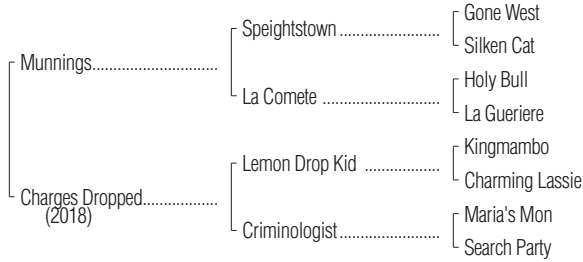 Gone West
Speightstown
Silken Cat
Munnings
Holy Bull
La Comete
La Gueriere
Kingmambo
Lemon Drop Kid
Charming Lassie
Charges Dropped
(2018)
Maria's Mon
Criminologist
Search Party